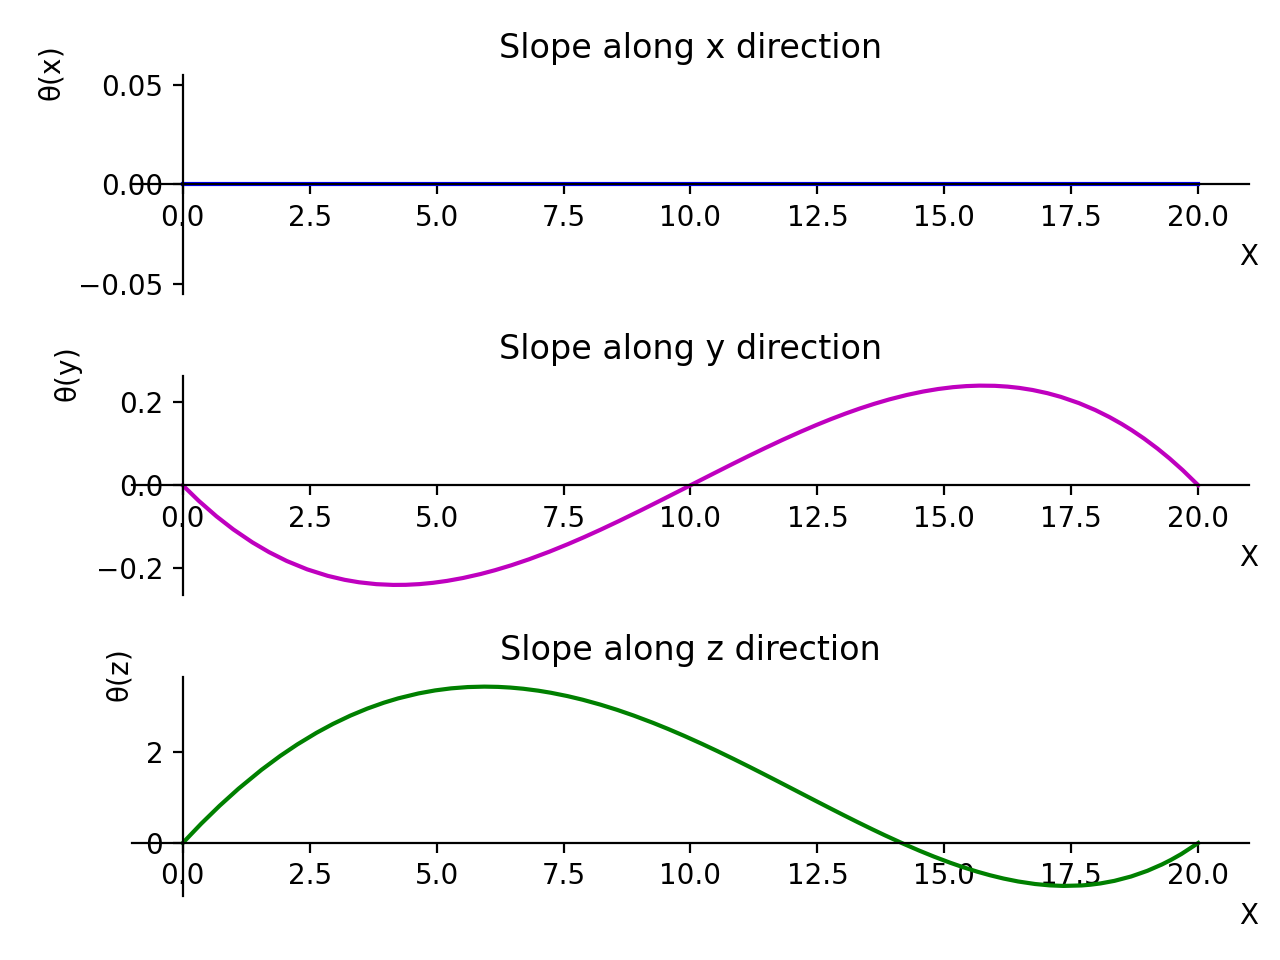 Slope along x direction
θ(x)
0.05
0.00
−0.05
0.0 2.5 5.0 7.5 10.0 12.5 15.0 17.5 20.0
X
Slope along y direction
θ(y)
0.2
0.0
−0.2
0.0 2.5 5.0 7.5 10.0 12.5 15.0 17.5 20.0
X
Slope along z direction
θ(z)
2
0
0.0 2.5 5.0 7.5 10.0 12.5 15.0 17.5 20.0
X